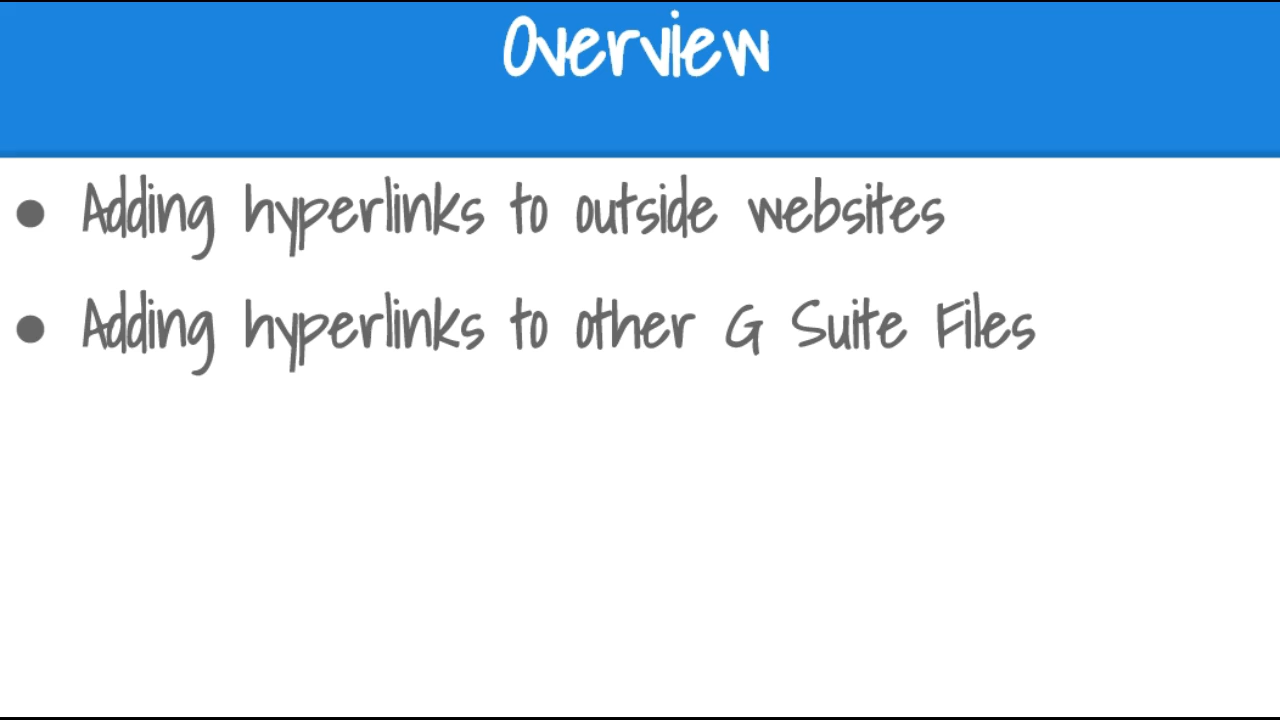 Overview
● Adding hyperlinks to outside websites
● Adding hyperlinks to other G Suite Files